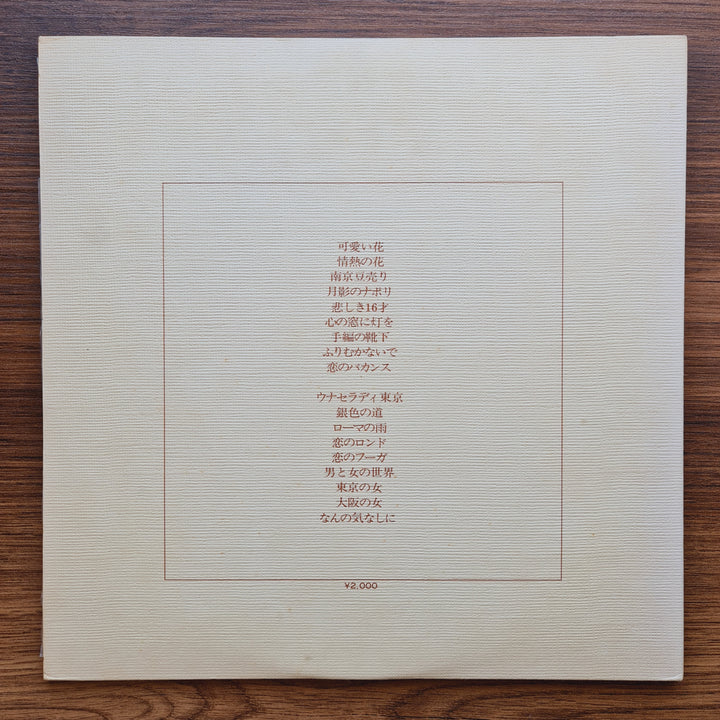 可愛い花
情熱の花
南京豆売り
月影のナポリ
悲しき16才
心の窓に灯を
手編の靴下
ふりむかないで
恋のバカンス
ウナセラディ東京
銀色の道
ローマの雨
恋のロンド
恋のフーガ
男と女の世界
東京の女
大阪の女
なんの気なしに
¥2,000